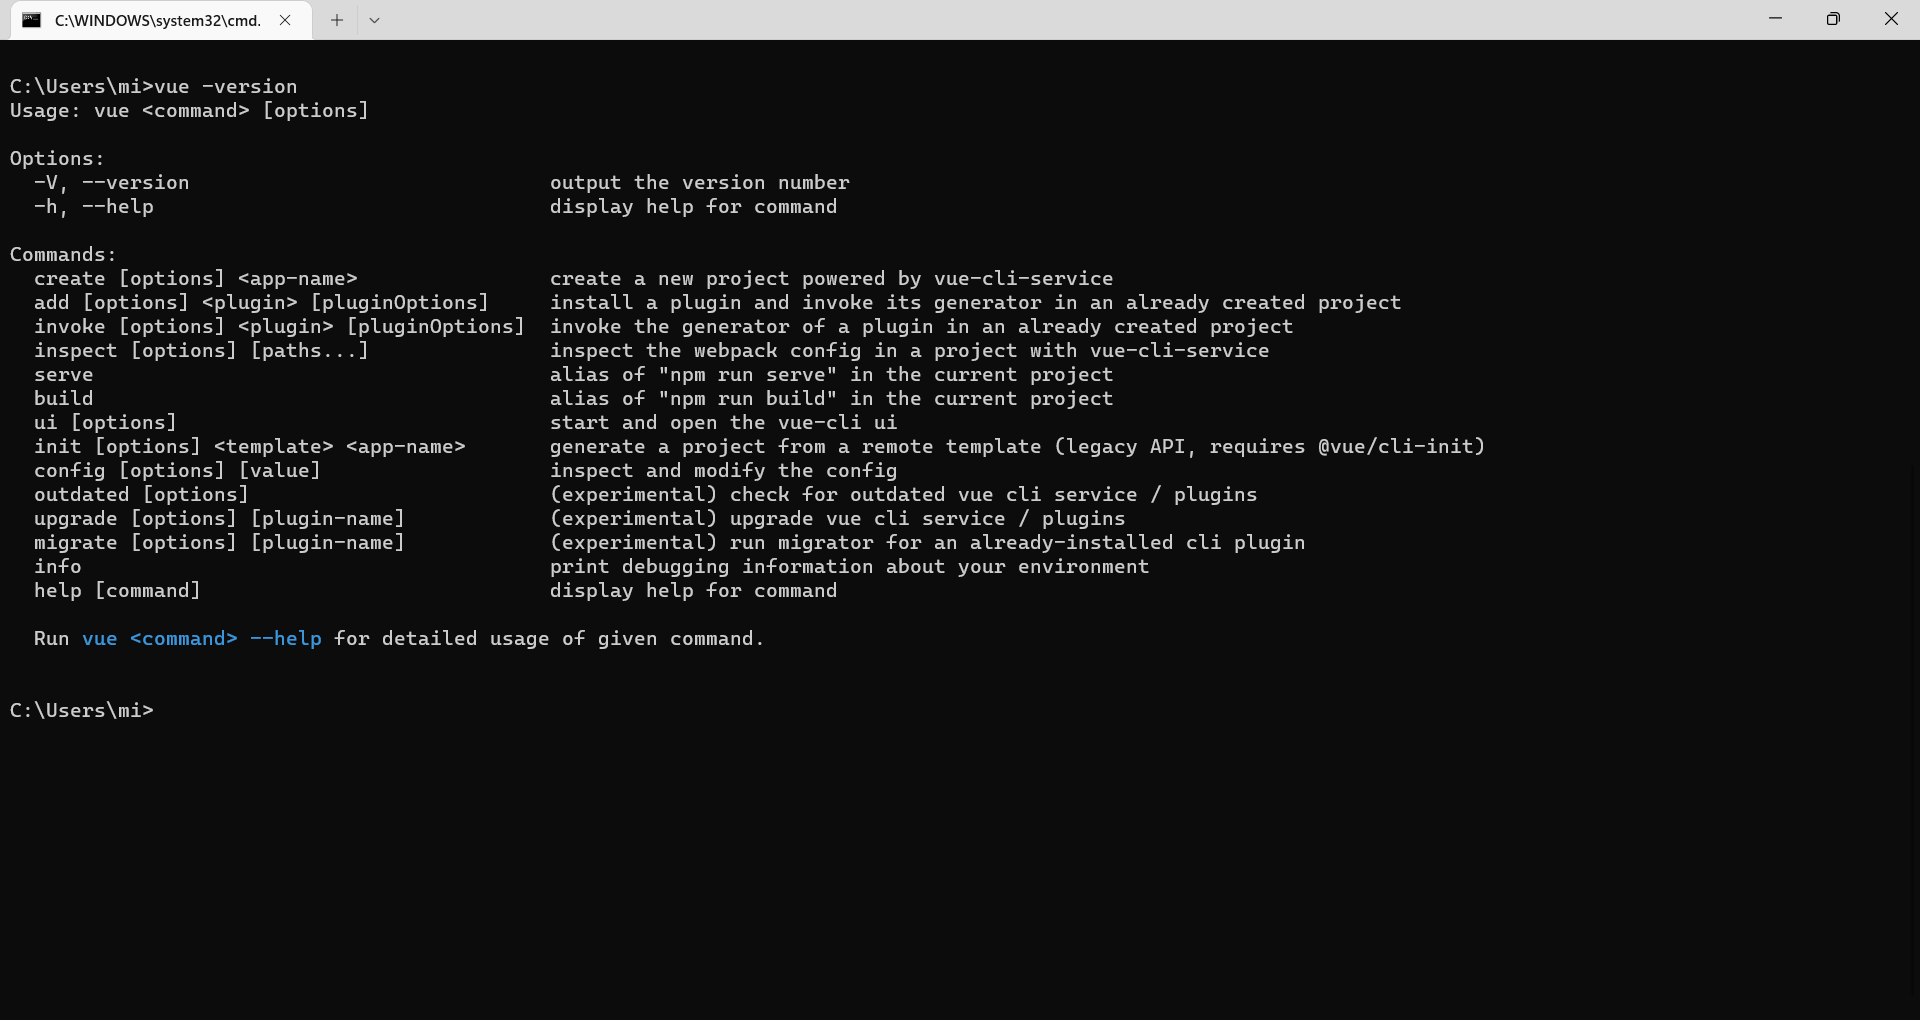 C:\WINDOWS\system32\cmd.
C:\Users\mi>vue -version
Usage: vue <command> [options]
Options:
-V, --version output the version number
-h, --help display help for command
Commands:
create [options] <app-name> create a new project powered by vue-cli-service
add [options] <plugin> [pluginOptions] install a plugin and invoke its generator in an already created project
invoke [options] <plugin> [pluginOptions] invoke the generator of a plugin in an already created project
inspect [options] [paths...] inspect the webpack config in a project with vue-cli-service
serve alias of "npm run serve" in the current project
build alias of "npm run build" in the current project
ui [options] start and open the vue-cli ui
init [options] <template> <app-name> generate a project from a remote template (legacy API, requires @vue/cli-init)
config [options] [value] inspect and modify the config
outdated [options] (experimental) check for outdated vue cli service / plugins
upgrade [options] [plugin-name] (experimental) upgrade vue cli service / plugins
migrate [options] [plugin-name] (experimental) run migrator for an already-installed cli plugin
info print debugging information about your environment
help [command] display help for command
Run vue <command> --help for detailed usage of given command.
C:\Users\mi>